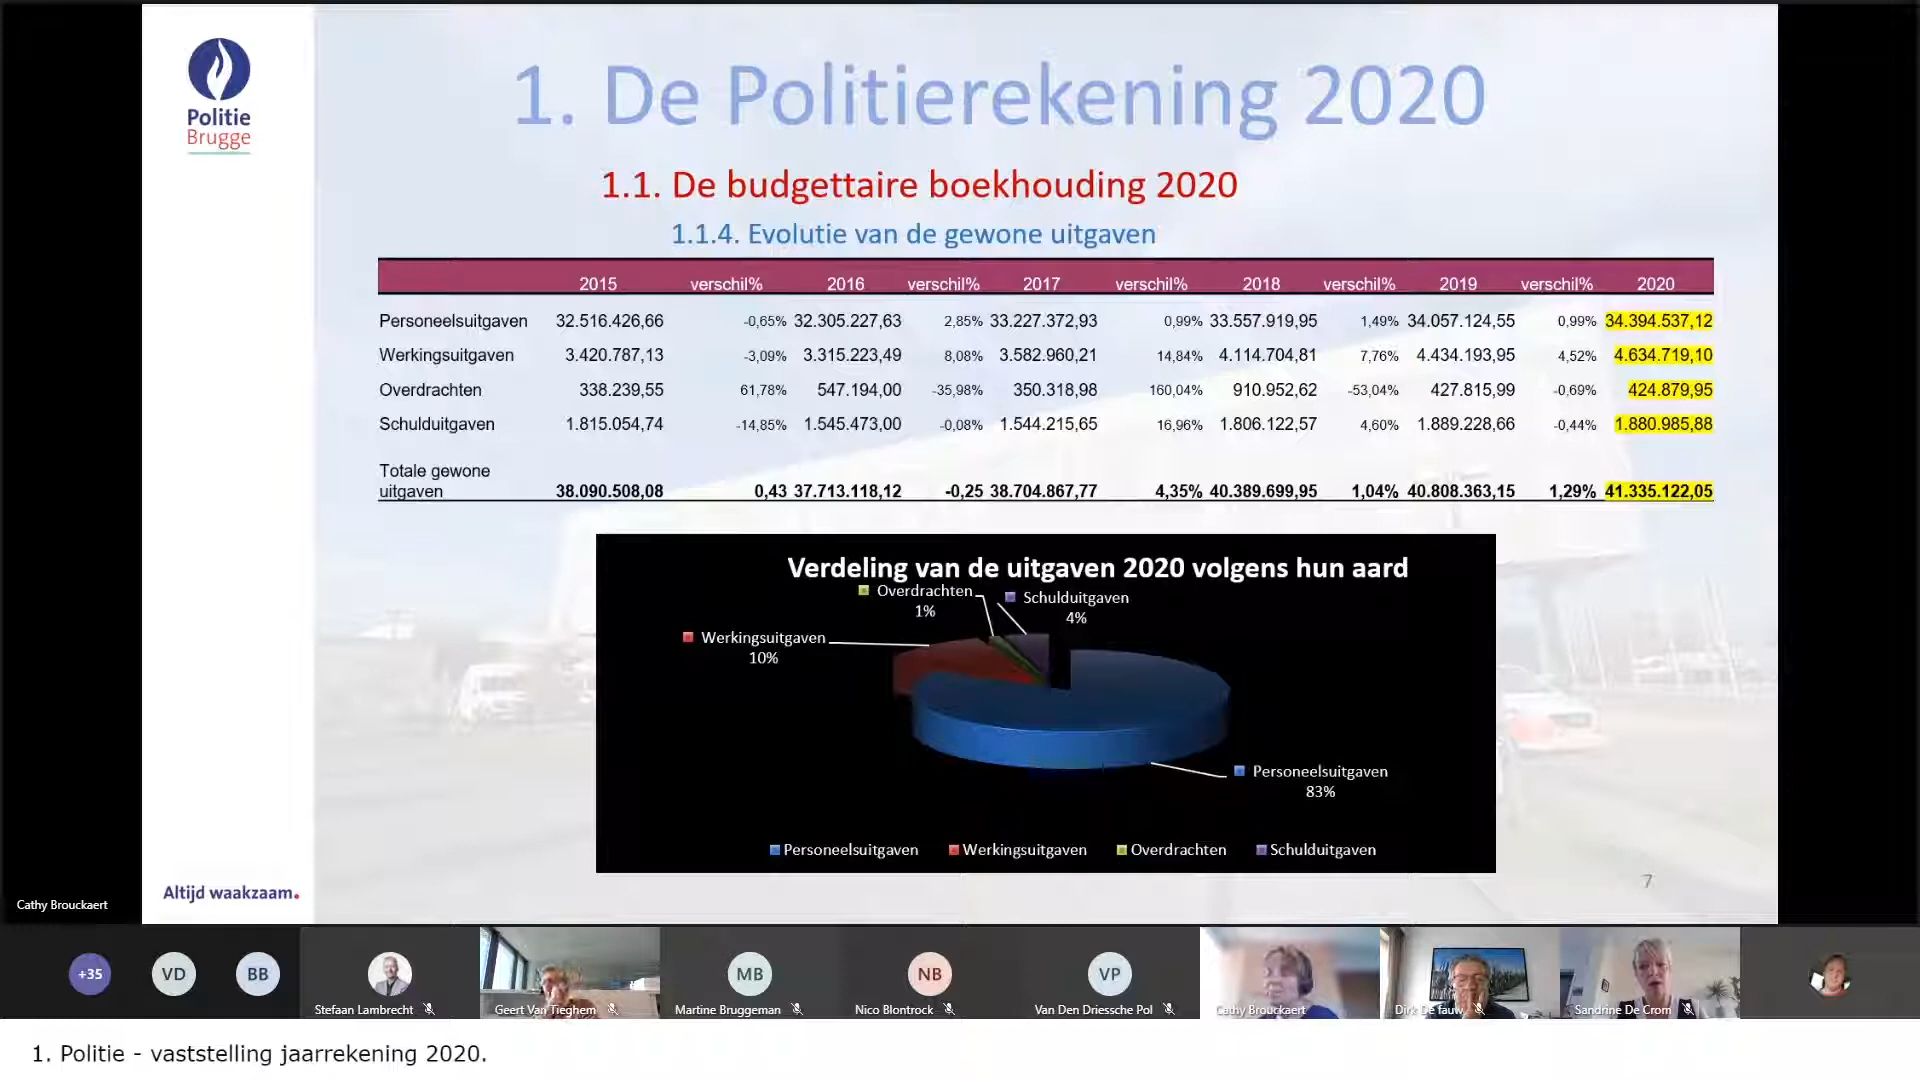 Politie
Brugge
1. De Politierekening 2020
1.1. De budgettaire boekhouding 2020
1.1.4. Evolutie van de gewone uitgaven
2015 verschil% 2016 verschil% 2017 verschil% 2018 verschil% 2019 verschil% 2020
Personeelsuitgaven 32.516.426,66 -0,65% 32.305.227,63 2,85% 33.227.372,93 0,99% 33.557.919,95 1,49% 34.057.124,55 0,99% 34.394.537,12
Werkingsuitgaven 3.420.787,13 -3,09% 3.315.223,49 8,08% 3.582.960,21 14,84% 4.114.704,81 7,76% 4.434.193,95 4,52% 4.634.719,10
Overdrachten 338.239,55 61,78% 547.194,00 -35,98% 350.318,98 160,04% 910.952,62 -53,04% 427.815,99 -0,69% 424.879,95
Schulduitgaven 1.815.054,74 -14,85% 1.545.473,00 -0,08% 1.544.215,65 16,96% 1.806.122,57 4,60% 1.889.228,66 -0,44% 1.880.985,88
Totale gewone
uitgaven 38.090.508,08 0,43 37.713.118,12 -0,25 38.704.867,77 4,35% 40.389.699,95 1,04% 40.808.363,15 1,29% 41.335.122,05
Verdeling van de uitgaven 2020 volgens hun aard
Overdrachten
1%
Schulduitgaven
4%
Werkingsuitgaven
10%
Personeelsuitgaven
83%
Personeelsuitgaven Werkingsuitgaven Overdrachten Schulduitgaven
7
Altijd waakzaam.
Cathy Brouckaert
+35 VD BB MB NB VP
Stefaan Lambrecht Geert Van Tieghem Martine Bruggeman Nico Blontrock Van Den Driessche Pol Cathy Brouckaert Dirk De fauw Sandrine De Crom
1. Politie - vaststelling jaarrekening 2020.